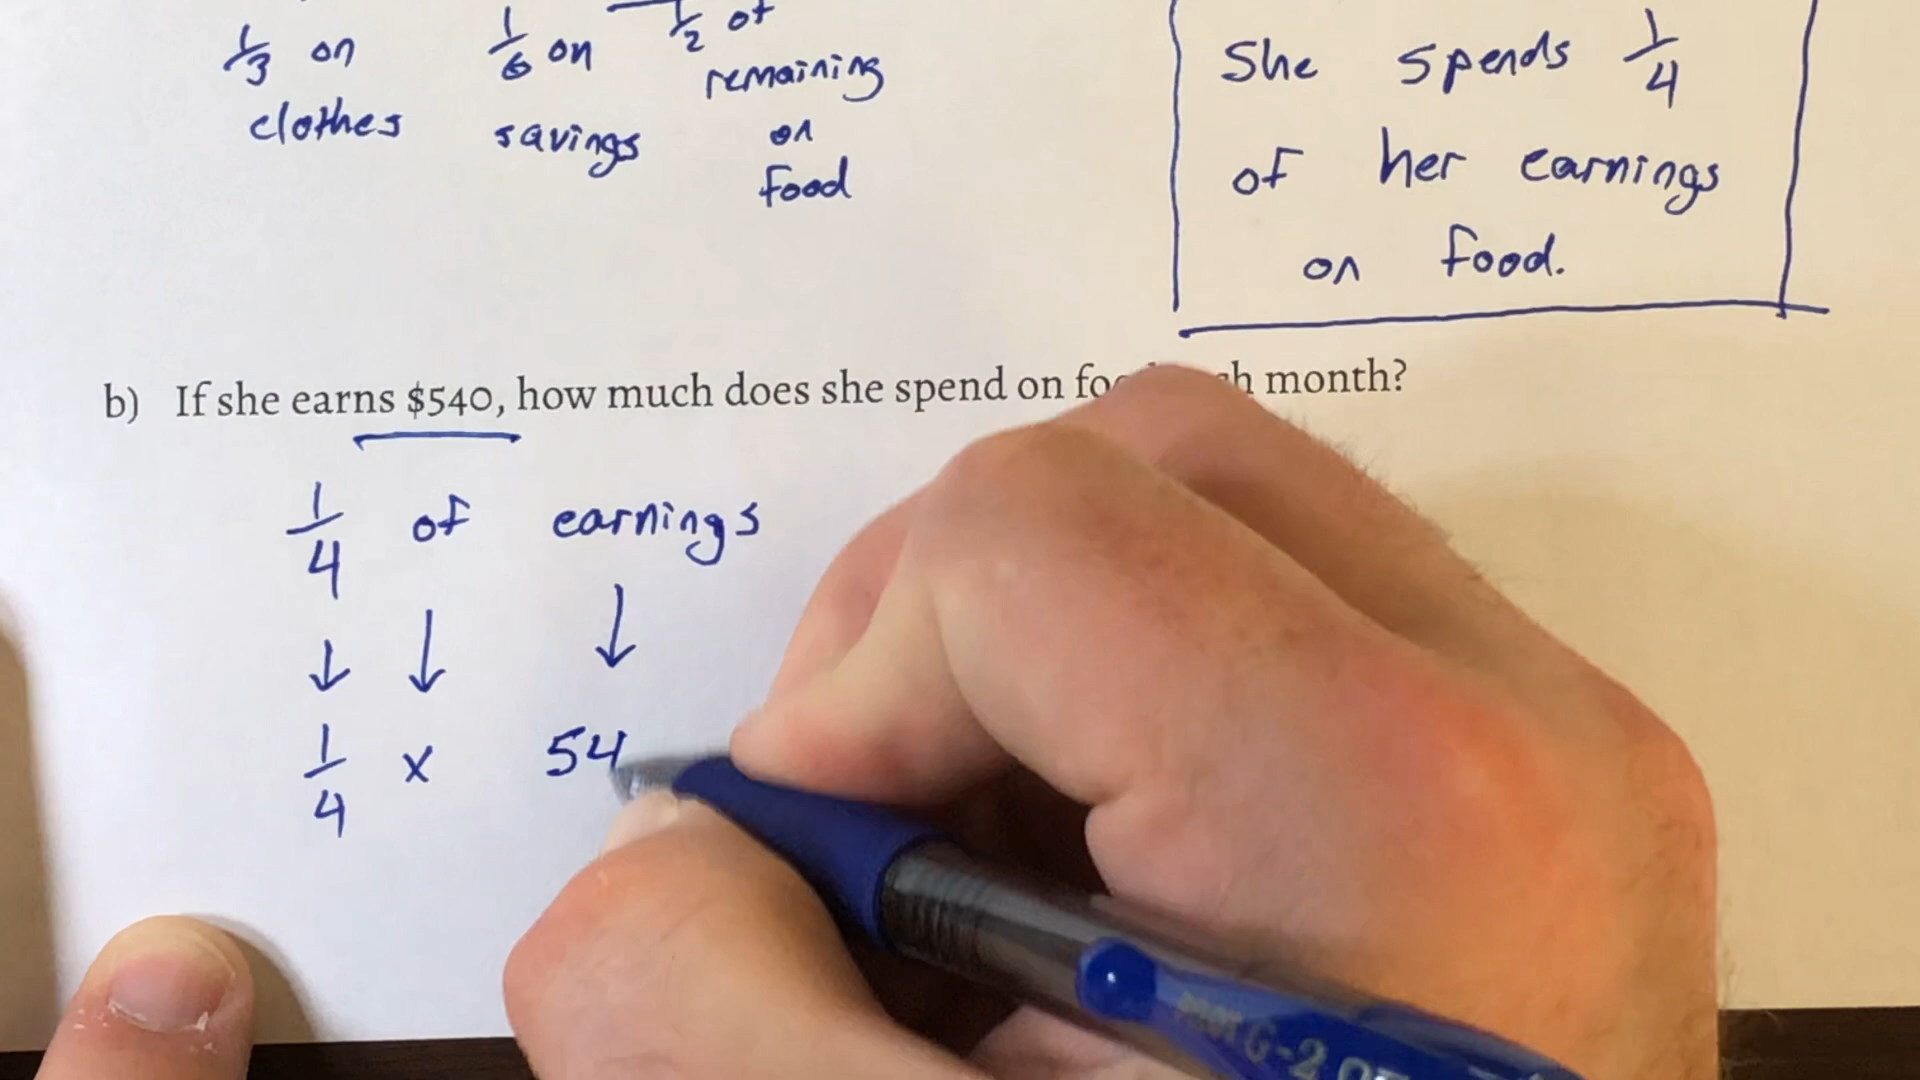 1/3 on clothes
1/6 on savings
1/2 of remaining on food
She spends 1/4
of her earnings
on food.
b) If she earns $540, how much does she spend on month?
1/4 of earnings
↓ ↓ ↓
1/4 x 54
G-2 07